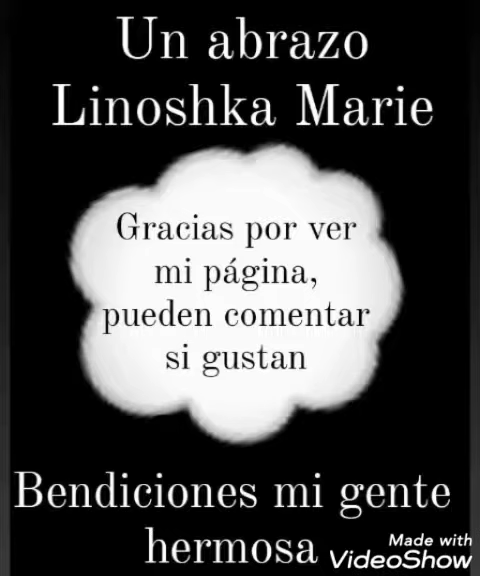 Un abrazo
Linoshka Marie
Gracias por ver
mi página,
pueden comentar
si gustan
Bendiciones mi gente
hermosa
Made with
VideoShow